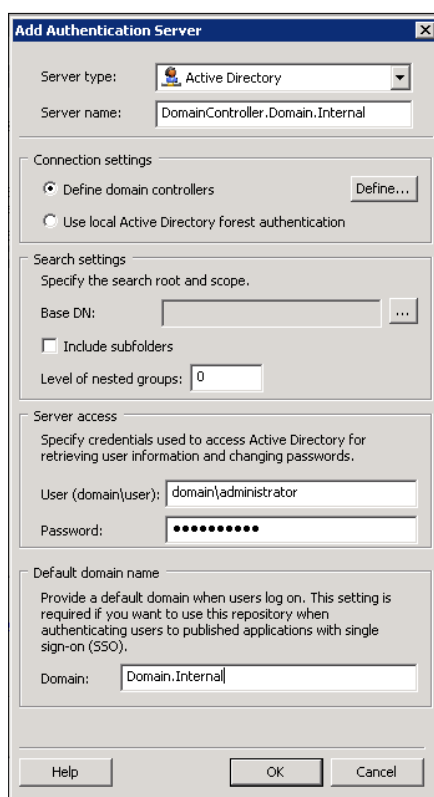 Add Authentication Server
Server type: Active Directory
Server name: DomainController.Domain.Internal
Connection settings
Define domain controllers Define...
Use local Active Directory forest authentication
Search settings
Specify the search root and scope.
Base DN: ...
Include subfolders
Level of nested groups: 0
Server access
Specify credentials used to access Active Directory for
retrieving user information and changing passwords.
User (domain\user): domain\administrator
Password: ●●●●●●●●●●
Default domain name
Provide a default domain when users log on. This setting is
required if you want to use this repository when
authenticating users to published applications with single
sign-on (SSO).
Domain: Domain.Internal
Help OK Cancel